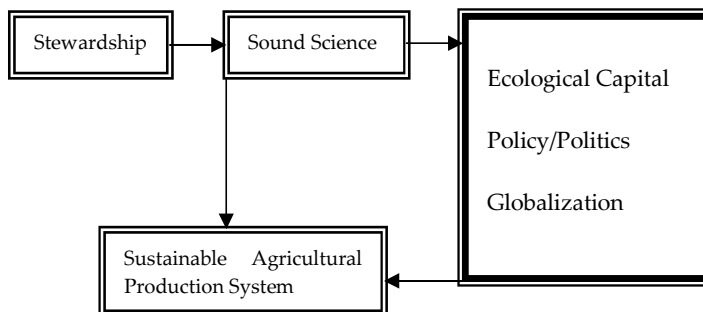 Stewardship
Sound Science
Ecological Capital
Policy/Politics
Globalization
Sustainable Agricultural
Production System